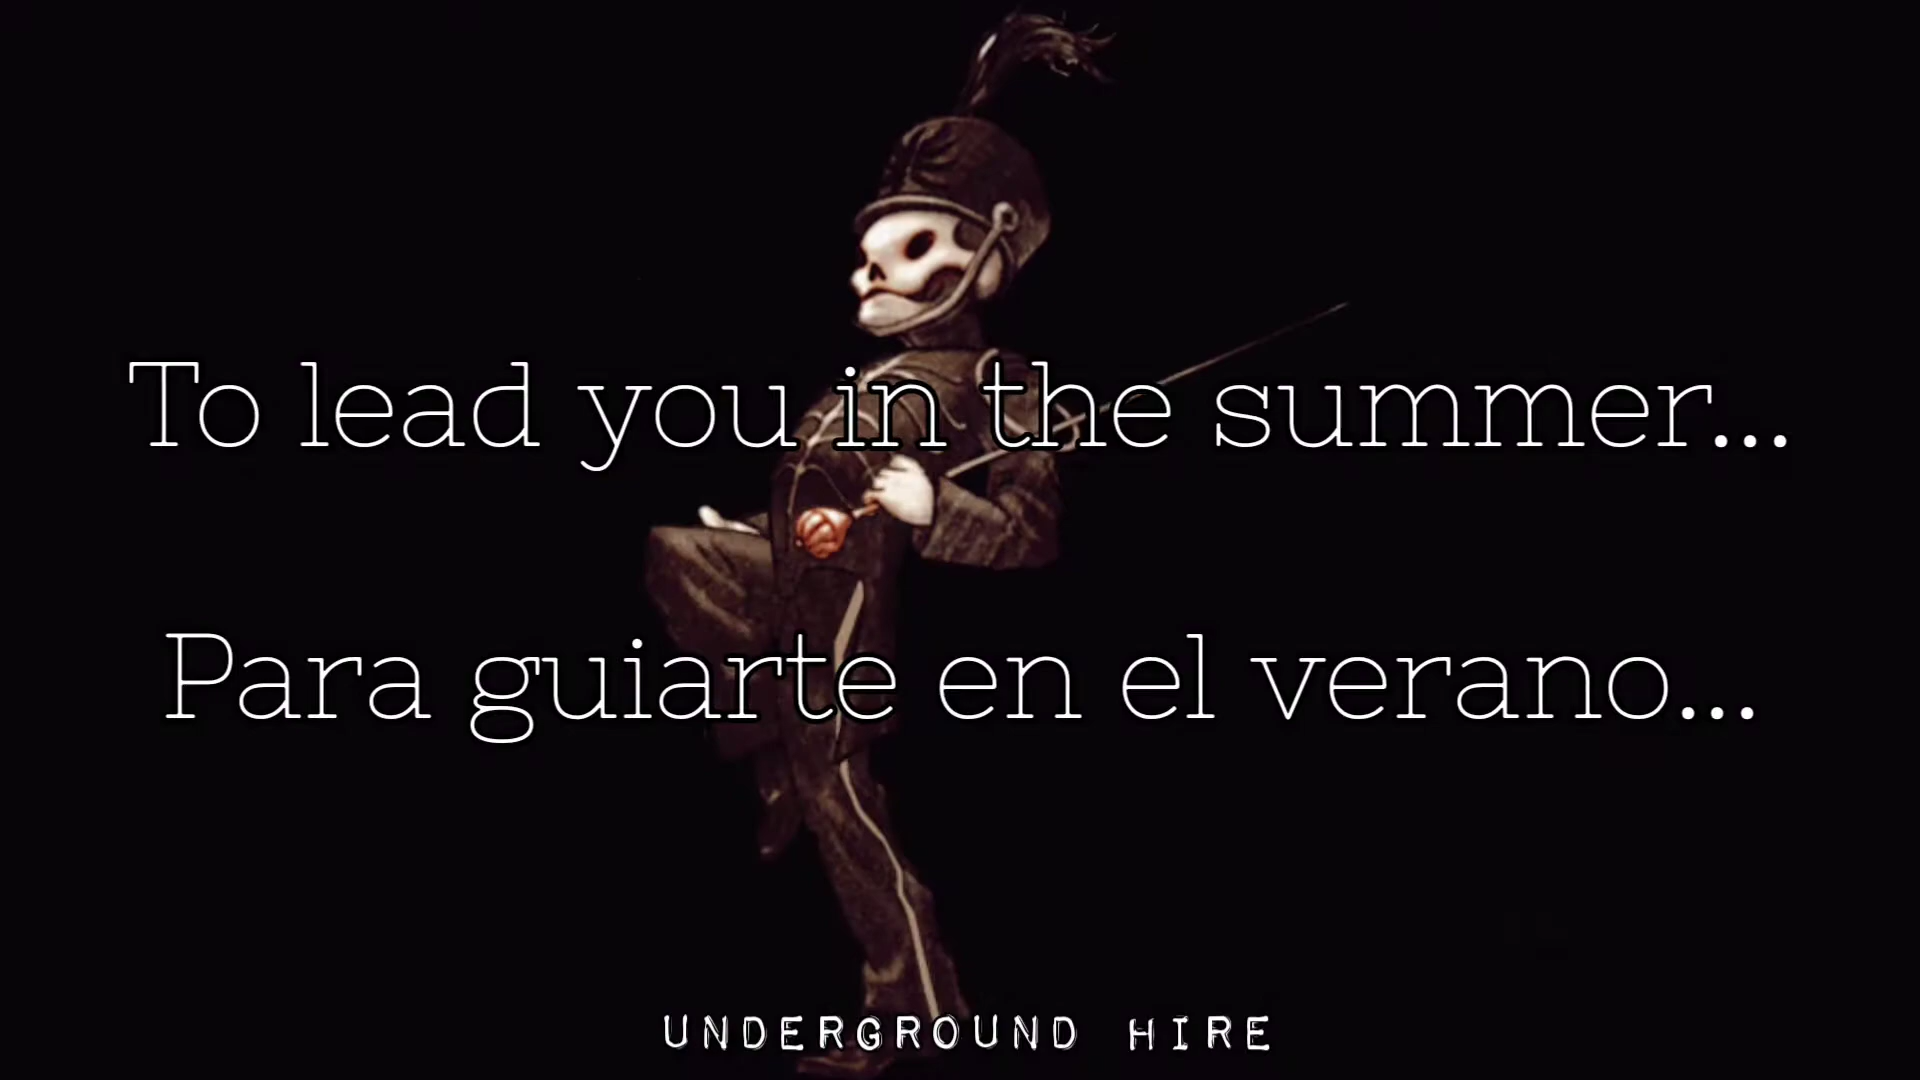 To lead you in the summer...
Para guiarte en el verano...
UNDERGROUND HIRE